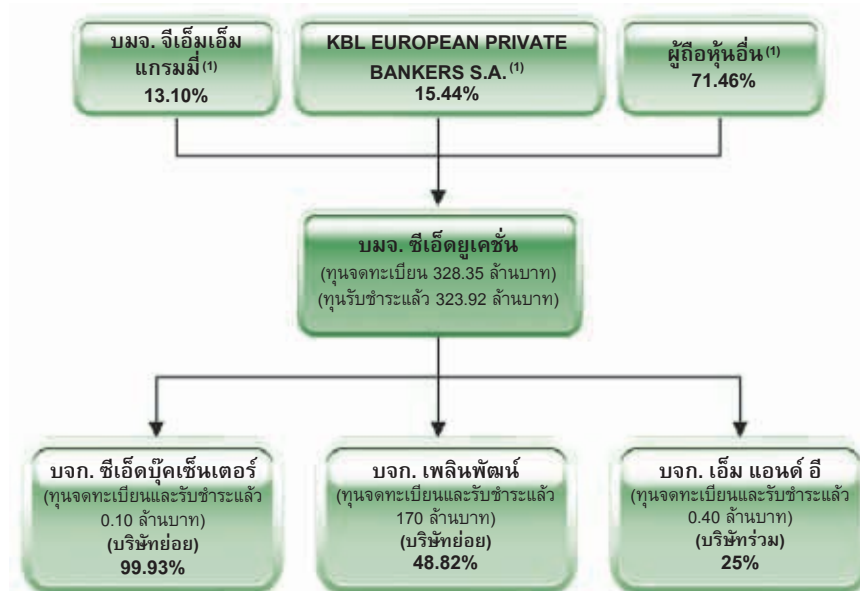 บมจ. จีเอ็มเอ็ม
แกรมมี่(1)
13.10%
KBL EUROPEAN PRIVATE
BANKERS S.A.(1)
15.44%
ผู้ถือหุ้นอื่น(1)
71.46%
บมจ. ซีเอ็ดยูเคชั่น
(ทุนจดทะเบียน 328.35 ล้านบาท)
(ทุนรับชำระแล้ว 323.92 ล้านบาท)
บจก. ซีเอ็ดบุ๊คเซ็นเตอร์
(ทุนจดทะเบียนและรับชำระแล้ว
0.10 ล้านบาท)
(บริษัทย่อย)
99.93%
บจก. เพลินพัฒน์
(ทุนจดทะเบียนและรับชำระแล้ว
170 ล้านบาท)
(บริษัทย่อย)
48.82%
บจก. เอ็ม แอนด์ อี
(ทุนจดทะเบียนและรับชำระแล้ว
0.40 ล้านบาท)
(บริษัทร่วม)
25%